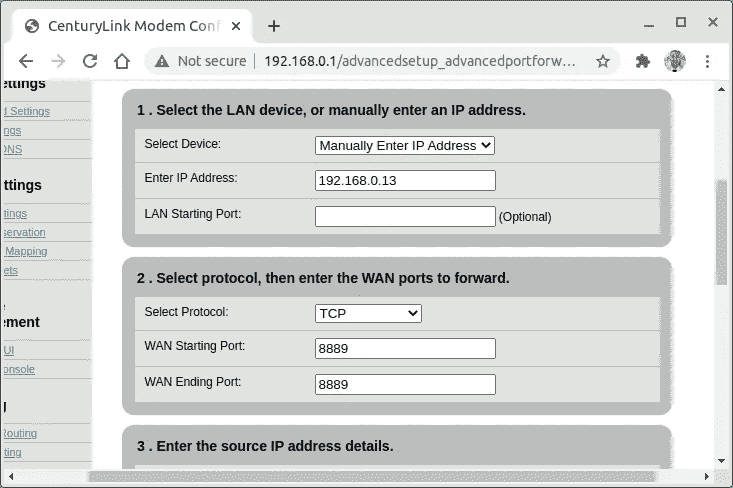 CenturyLink Modem Conf
Not secure
192.168.0.1/advancedsetup_advancedportforw…
ettings
d Settings
ngs
DNS
ttings
tings
servation
Mapping
ets
ement
UI
onsole
Routing
ting
1 . Select the LAN device, or manually enter an IP address.
Select Device:
Manually Enter IP Address
Enter IP Address:
192.168.0.13
LAN Starting Port:
(Optional)
2 . Select protocol, then enter the WAN ports to forward.
Select Protocol:
TCP
WAN Starting Port:
8889
WAN Ending Port:
8889
3 . Enter the source IP address details.